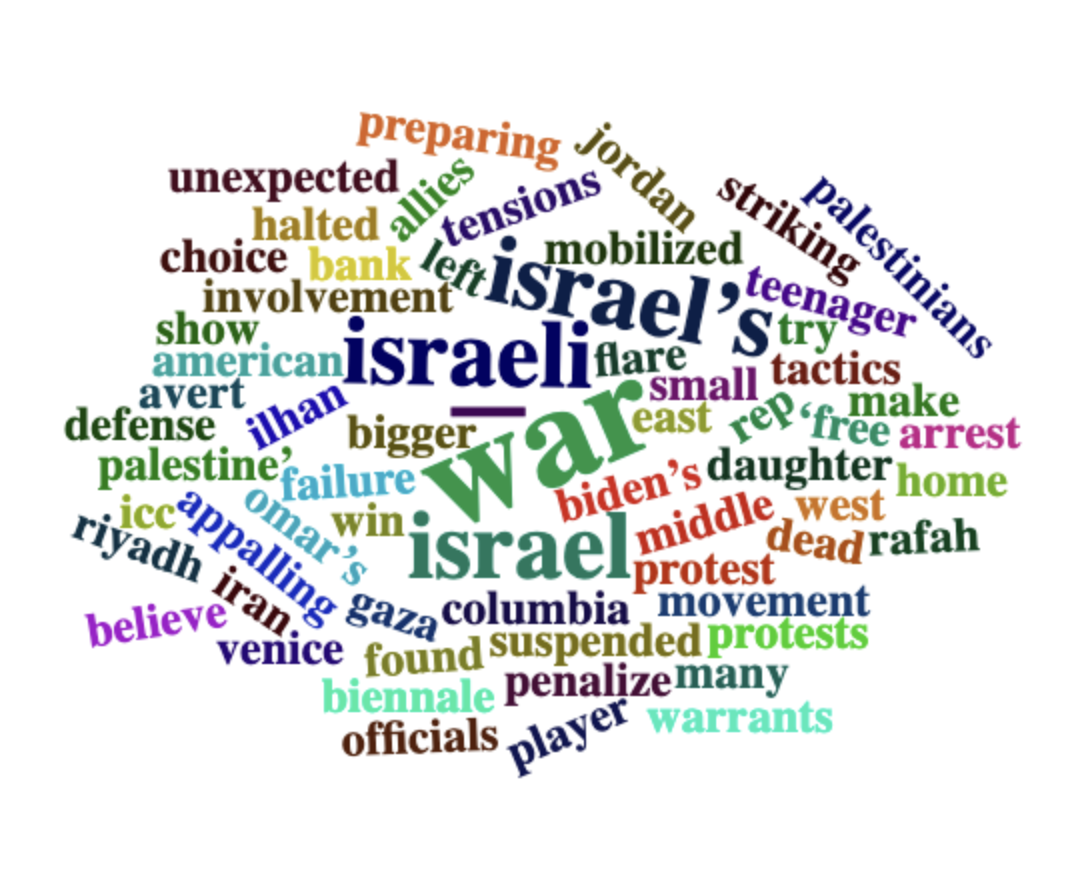 preparing
jordan
unexpected
allies
tensions
striking
palestinians
halted
choice
bank
left
israel’s
mobilized
involvement
teenager
show
israeli
flare
try
american
small
tactics
avert
ilhan
—
war
east
rep
make
defense
bigger
‘free
arrest
palestine’
failure
biden’s
daughter
home
icc
appalling
omar’s
win
israel
middle
west
riyadh
dead
rafah
iran
protest
believe
gaza
columbia
movement
venice
found
suspended
protests
biennale
penalize
many
officials
player
warrants